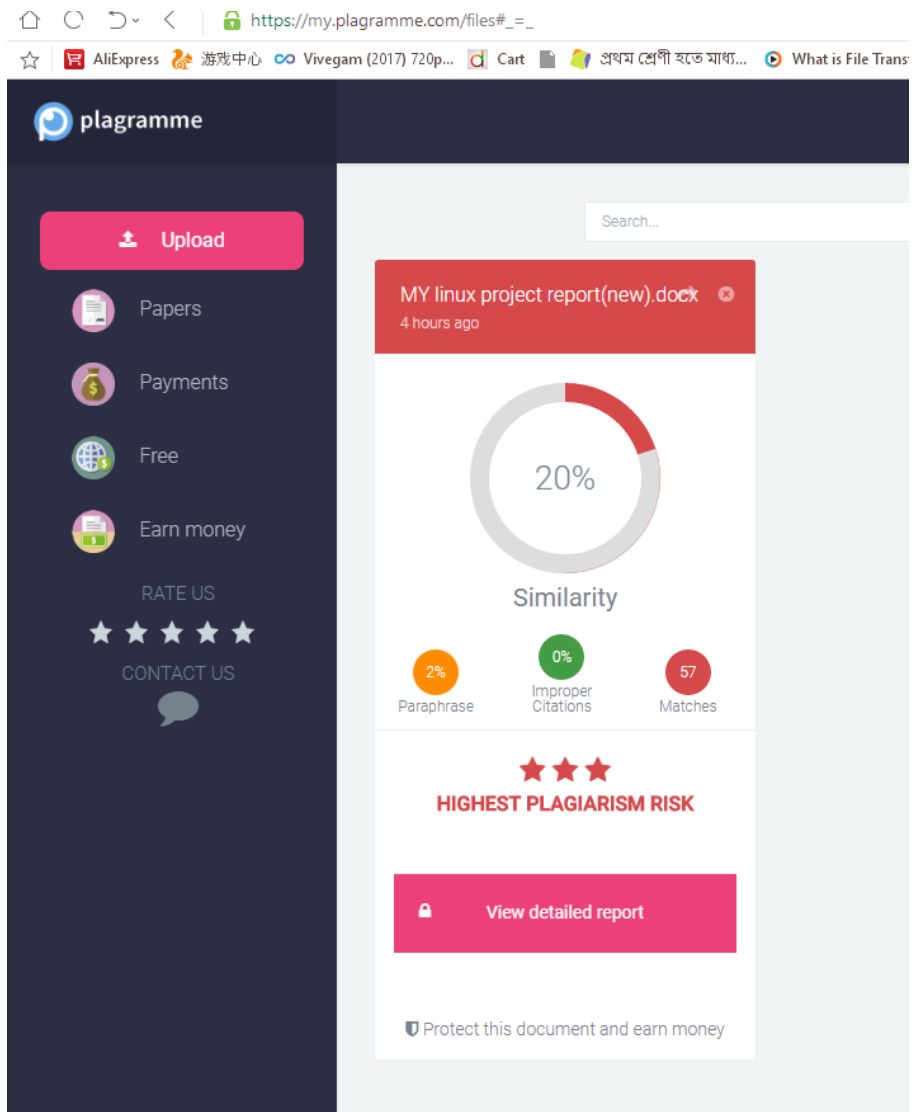 https://my.plagramme.com/files#_=_
AliExpress 游戏中心 Vivegam (2017) 720p... Cart প্রথম শ্রেণী হতে মাধ্য... What is File Trans
plagramme
Search...
Upload
Papers
Payments
Free
Earn money
RATE US
CONTACT US
MY linux project report(new).docx
4 hours ago
20%
Similarity
2%
Paraphrase
0%
Improper
Citations
57
Matches
HIGHEST PLAGIARISM RISK
View detailed report
Protect this document and earn money